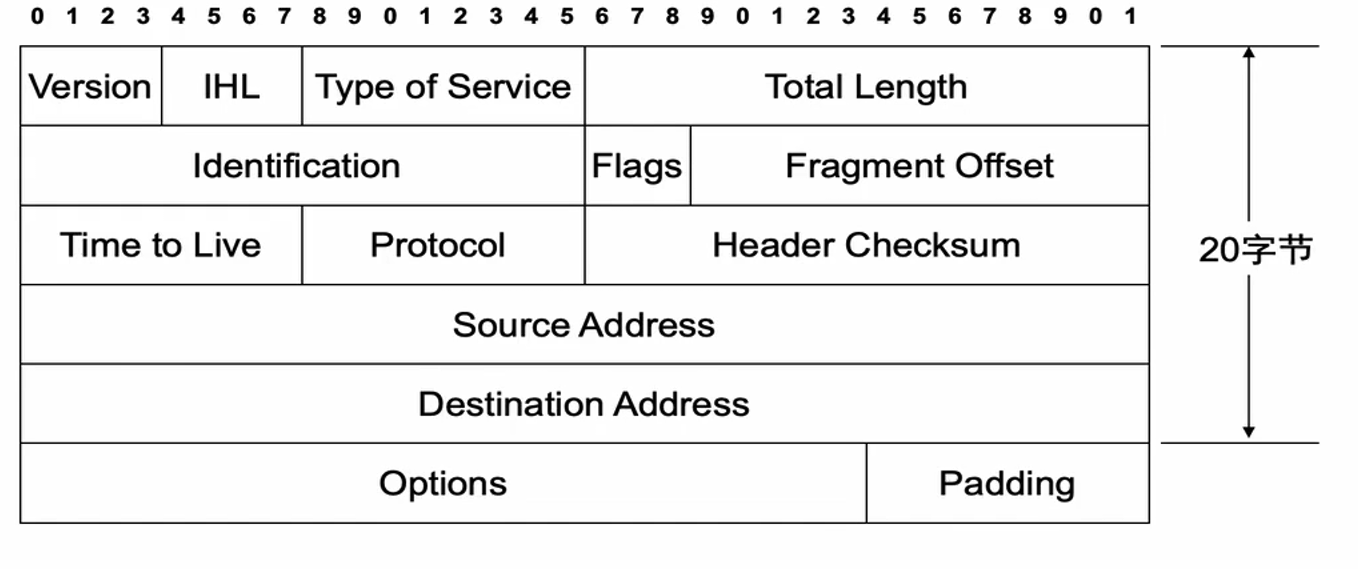 0 1 2 3 4 5 6 7 8 9 0 1 2 3 4 5 6 7 8 9 0 1 2 3 4 5 6 7 8 9 0 1
Version IHL Type of Service Total Length
Identification Flags Fragment Offset
Time to Live Protocol Header Checksum
20字节
Source Address
Destination Address
Options Padding